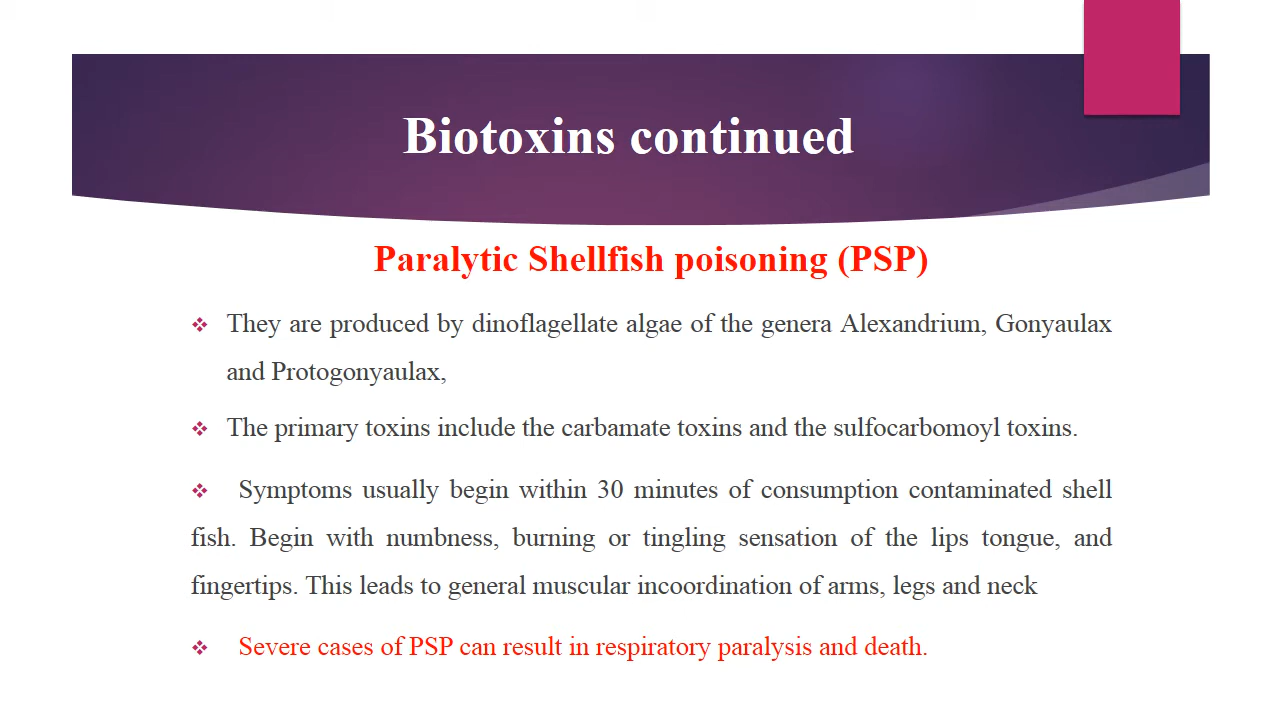 Biotoxins continued
Paralytic Shellfish poisoning (PSP)
They are produced by dinoflagellate algae of the genera Alexandrium, Gonyaulax
and Protogonyaulax,
The primary toxins include the carbamate toxins and the sulfocarbomoyl toxins.
Symptoms usually begin within 30 minutes of consumption contaminated shell
fish. Begin with numbness, burning or tingling sensation of the lips tongue, and
fingertips. This leads to general muscular incoordination of arms, legs and neck
Severe cases of PSP can result in respiratory paralysis and death.